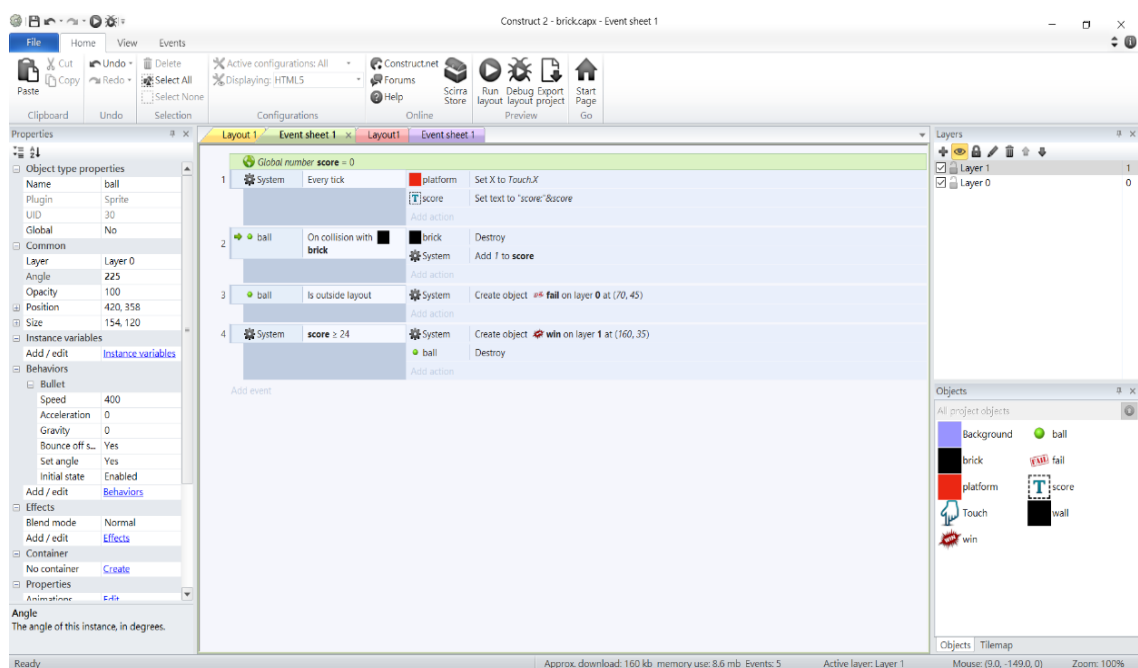 Construct 2 - brick.capx - Event sheet 1
File Home View Events
Paste
Cut
Copy
Clipboard
Undo
Redo
Undo
Delete
Select All
Select None
Selection
Active configurations: All
Displaying: HTML5
Configurations
Construct.net
Forums
Help
Scirra Store
Online
Run layout
Debug layout
Export project
Preview
Start Page
Go
Properties
Object type properties
Name ball
Plugin Sprite
UID 30
Global No
Common
Layer Layer 0
Angle 225
Opacity 100
Position 420, 358
Size 154, 120
Instance variables
Add / edit Instance variables
Behaviors
Bullet
Speed 400
Acceleration 0
Gravity 0
Bounce off s... Yes
Set angle Yes
Initial state Enabled
Add / edit Behaviors
Effects
Blend mode Normal
Add / edit Effects
Container
No container Create
Properties
Animations Edit
Angle
The angle of this instance, in degrees.
Layout 1 Event sheet 1 x Layout1 Event sheet 1
Global number score = 0
1 System Every tick platform Set X to Touch.X
T score Set text to "score:"&score
Add action
2 ball On collision with brick brick Destroy
System Add 1 to score
Add action
3 ball Is outside layout System Create object fail on layer 0 at (70, 45)
Add action
4 System score ≥ 24 System Create object win on layer 1 at (160, 35)
ball Destroy
Add action
Add event
Layers
Layer 1 1
Layer 0 0
Objects
All project objects
Background ball
brick FAIL fail
platform T score
Touch wall
win
Objects Tilemap
Ready Approx. download: 160 kb memory use: 8.6 mb Events: 5 Active layer: Layer 1 Mouse: (9.0, -149.0, 0) Zoom: 100%